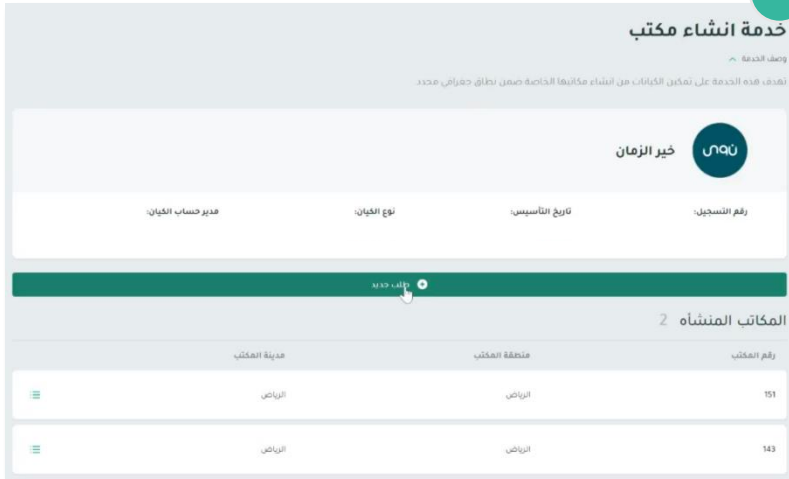 خدمة انشاء مكتب
وصف الخدمة
تهدف هذه الخدمة على تمكين الكيانات من انشاء مكاتبها الخاصة ضمن نطاق جغرافي محدد.
نوى خير الزمان
رقم التسجيل: تاريخ التأسيس: نوع الكيان: مدير حساب الكيان:
طلب جديد
المكاتب المنشأه 2
رقم المكتب منطقة المكتب مدينة المكتب
151 الرياض الرياض
143 الرياض الرياض